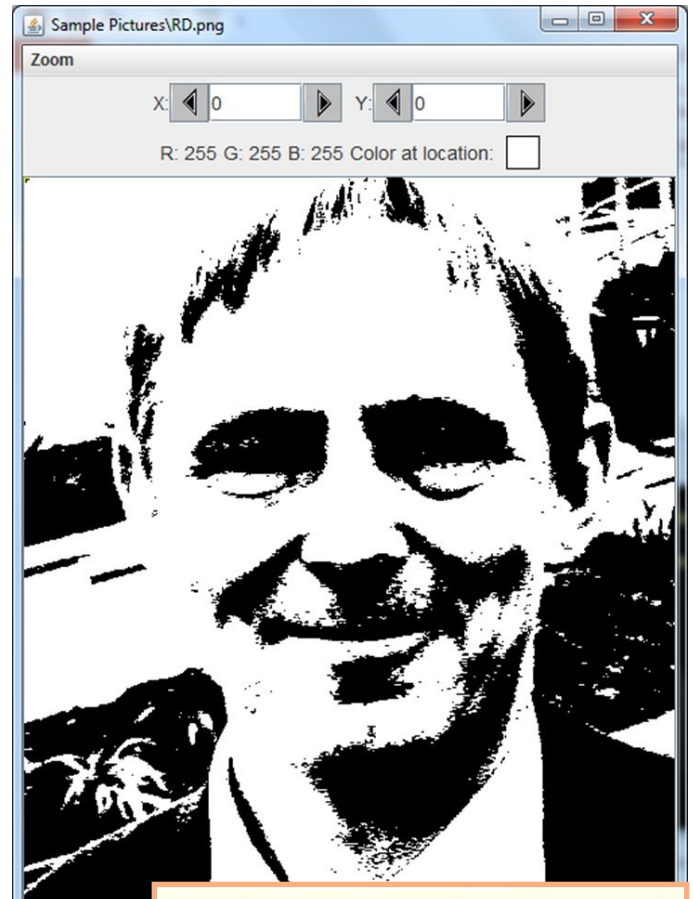 Sample Pictures\RD.png
Zoom
X: 0 Y: 0
R: 255 G: 255 B: 255 Color at location: